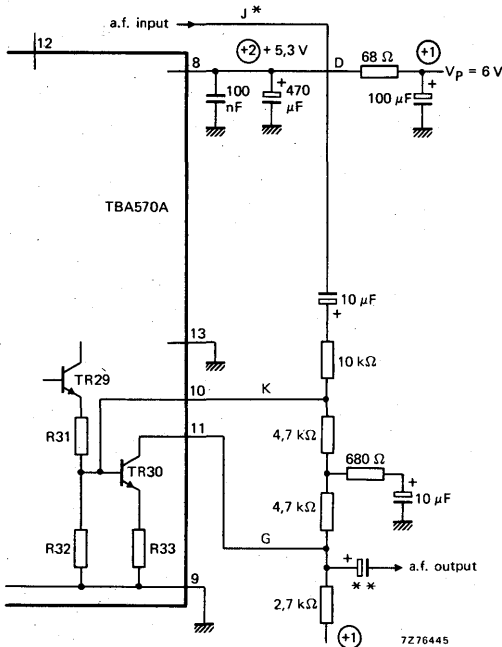 J *
a.f. input
12
+2 + 5,3 V
D
68 Ω
+1
8
VP = 6 V
+
+
100 nF
470 µF
100 µF
TBA570A
10 µF
+
13
10 kΩ
TR29
10
K
R31
11
4,7 kΩ
680 Ω
+
TR30
10 µF
4,7 kΩ
R32
R33
G
9
+
a.f. output
* *
2,7 kΩ
+1
7Z76445